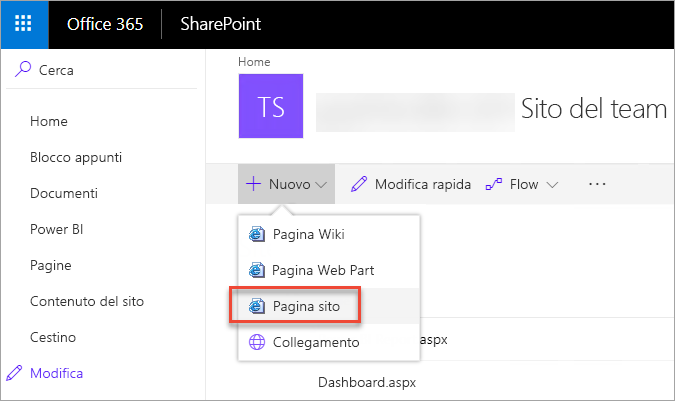 Office 365 SharePoint
Cerca
Home
Blocco appunti
Documenti
Power BI
Pagine
Contenuto del sito
Cestino
Modifica
Home
TS Sito del team
Nuovo Modifica rapida Flow ...
Pagina Wiki
Pagina Web Part
Pagina sito
Collegamento
.aspx
Dashboard.aspx